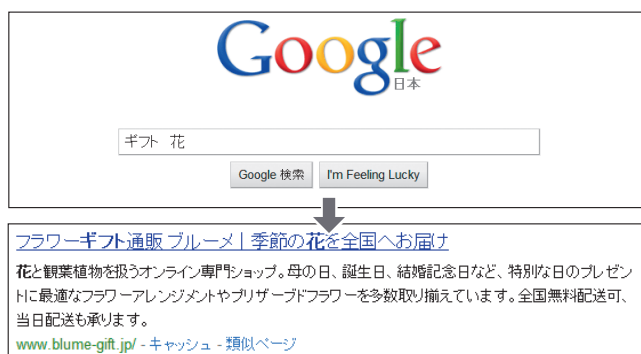 Google
日本
ギフト 花
Google 検索 I'm Feeling Lucky
フラワーギフト通販 ブルーメ | 季節の花を全国へお届け
花と観葉植物を扱うオンライン専門ショップ。母の日、誕生日、結婚記念日など、特別な日のプレゼン
トに最適なフラワーアレンジメントやプリザーブドフラワーを多数取り揃えています。全国無料配送可、
当日配送も承ります。
www.blume-gift.jp/ - キャッシュ - 類似ページ